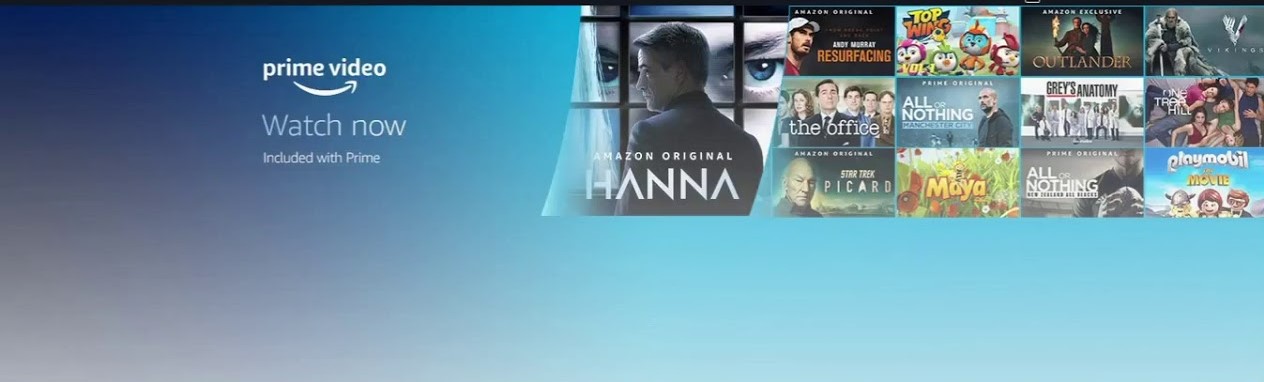 prime video
Watch now
Included with Prime
AMAZON ORIGINAL
HANNA
AMAZON ORIGINAL
ANDY MURRAY
RESURFACING
TOP
WING
VOL.1
AMAZON EXCLUSIVE
OUTLANDER
VIKINGS
the office
PRIME ORIGINAL
ALL OR
NOTHING
MANCHESTER CITY
GREY'S ANATOMY
ONE
TREE
HILL
AMAZON ORIGINAL
STAR TREK
PICARD
Maya
PRIME ORIGINAL
ALL OR
NOTHING
NEW ZEALAND ALL BLACKS
playmobil
MOVIE